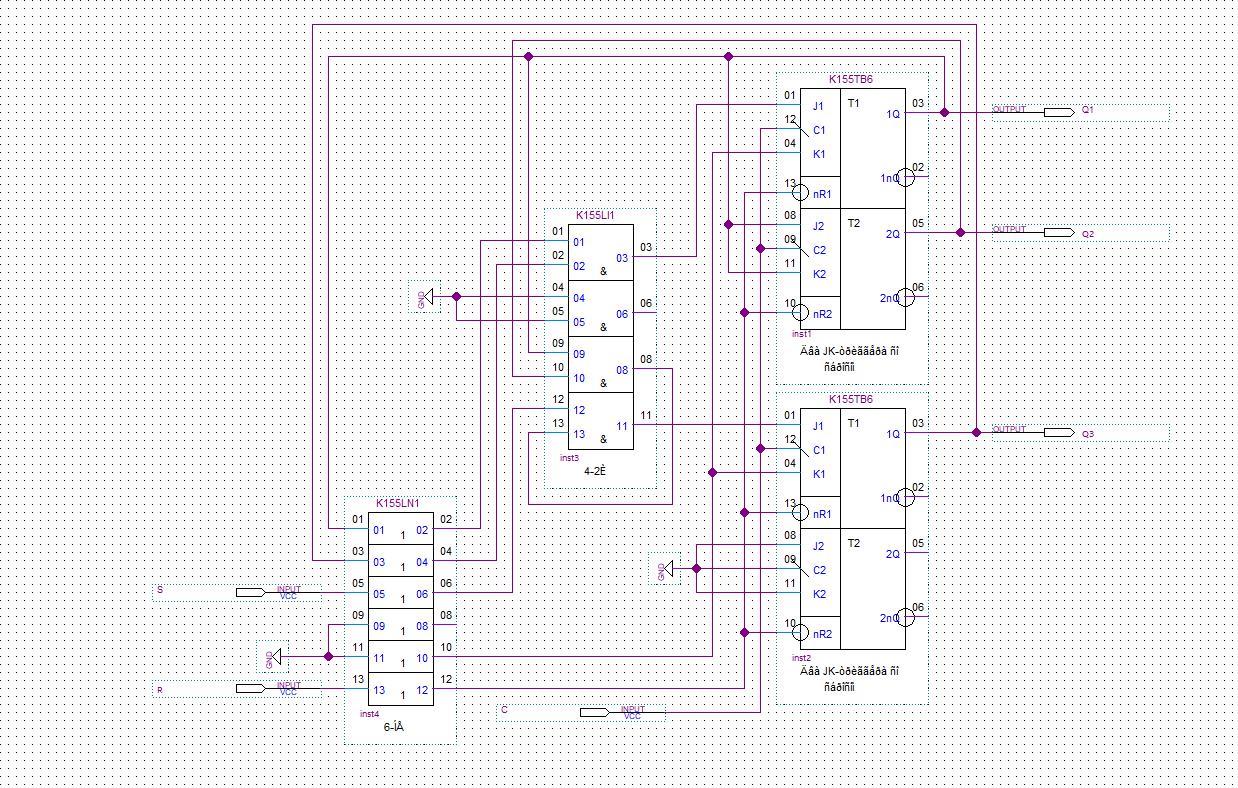 K155TB6
01 J1 T1 03
1Q OUTPUT Q1
12 C1
04 K1
02
1nQ
13 nR1
08 J2 T2 05
2Q OUTPUT Q2
09 C2
11 K2
06
2nQ
10 nR2
inst1
Äâà JK-òðèããåðà ñî
ñáðîñîì
K155LI1
01 01 03
02 02 03
&
GND
04 04 06
05 05 06
&
09 09 08
10 10 08
&
12 12 11
13 13 11
&
inst3
4-2È
K155TB6
01 J1 T1 03
1Q OUTPUT Q3
12 C1
04 K1
02
1nQ
13 nR1
08 J2 T2 05
2Q
GND
09 C2
11 K2
06
2nQ
10 nR2
inst2
Äâà JK-òðèããåðà ñî
ñáðîñîì
K155LN1
01 01 1 02 02
03 03 1 04 04
S INPUT VCC
05 05 1 06 06
09 09 1 08 08
GND
11 11 1 10 10
R INPUT VCC
13 13 1 12 12
inst4
6-ÍÅ
C INPUT VCC